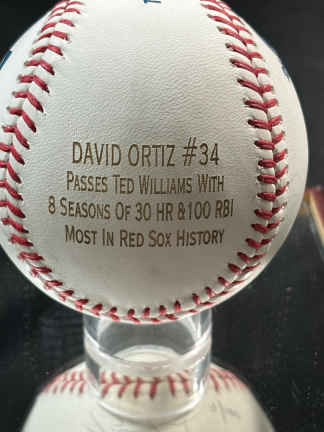 DAVID ORTIZ #34
PASSES TED WILLIAMS WITH
8 SEASONS OF 30 HR &100 RBI
MOST IN RED SOX HISTORY